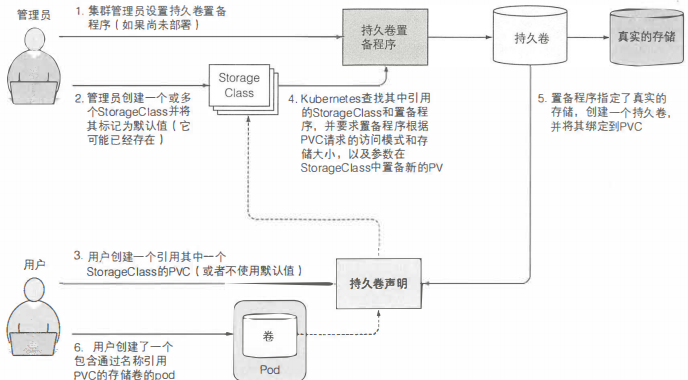 管理员
1. 集群管理员设置持久卷置备
程序(如果尚未部署)
持久卷置
备程序
持久卷
真实的存储
Storage
Class
2. 管理员创建一个或多
个StorageClass并将
其标记为默认值(它
可能已经存在)
4. Kubernetes查找其中引用
的StorageClass和置备程
序,并要求置备程序根据
PVC请求的访问模式和存
储大小,以及参数在
StorageClass中置备新的PV
5. 置备程序指定了真实的
存储,创建一个持久卷,
并将其绑定到PVC
用户
3. 用户创建一个引用其中一个
StorageClass的PVC(或者不使用默认值)
持久卷声明
卷
Pod
6. 用户创建了一个
包含通过名称引用
PVC的存储卷的pod